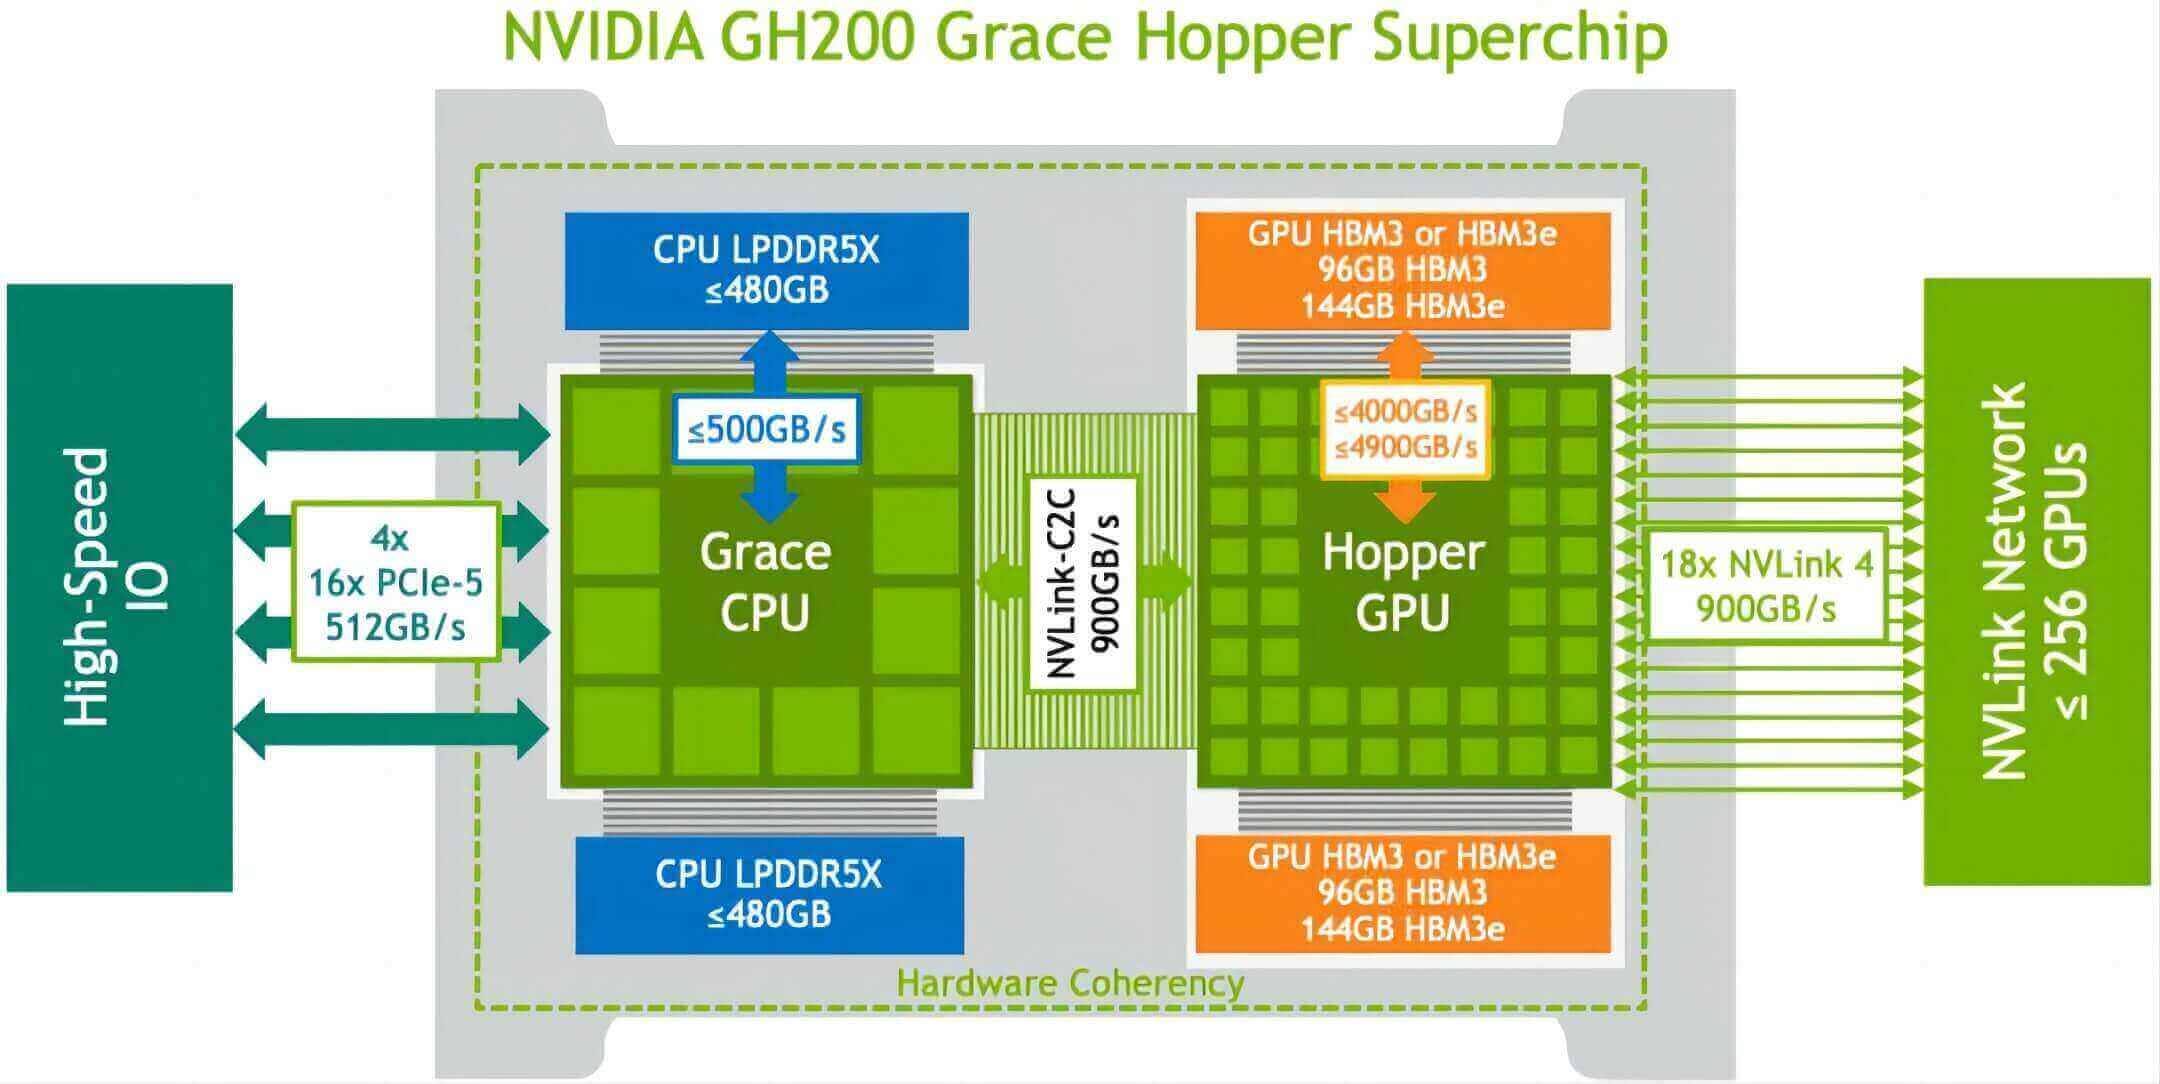 NVIDIA GH200 Grace Hopper Superchip
High-Speed
IO
4x
16x PCIe-5
512GB/s
CPU LPDDR5X
≤480GB
≤500GB/s
Grace
CPU
CPU LPDDR5X
≤480GB
NVLink-C2C
900GB/s
GPU HBM3 or HBM3e
96GB HBM3
144GB HBM3e
≤4000GB/s
≤4900GB/s
Hopper
GPU
GPU HBM3 or HBM3e
96GB HBM3
144GB HBM3e
Hardware Coherency
18x NVLink 4
900GB/s
NVLink Network
≤ 256 GPUs